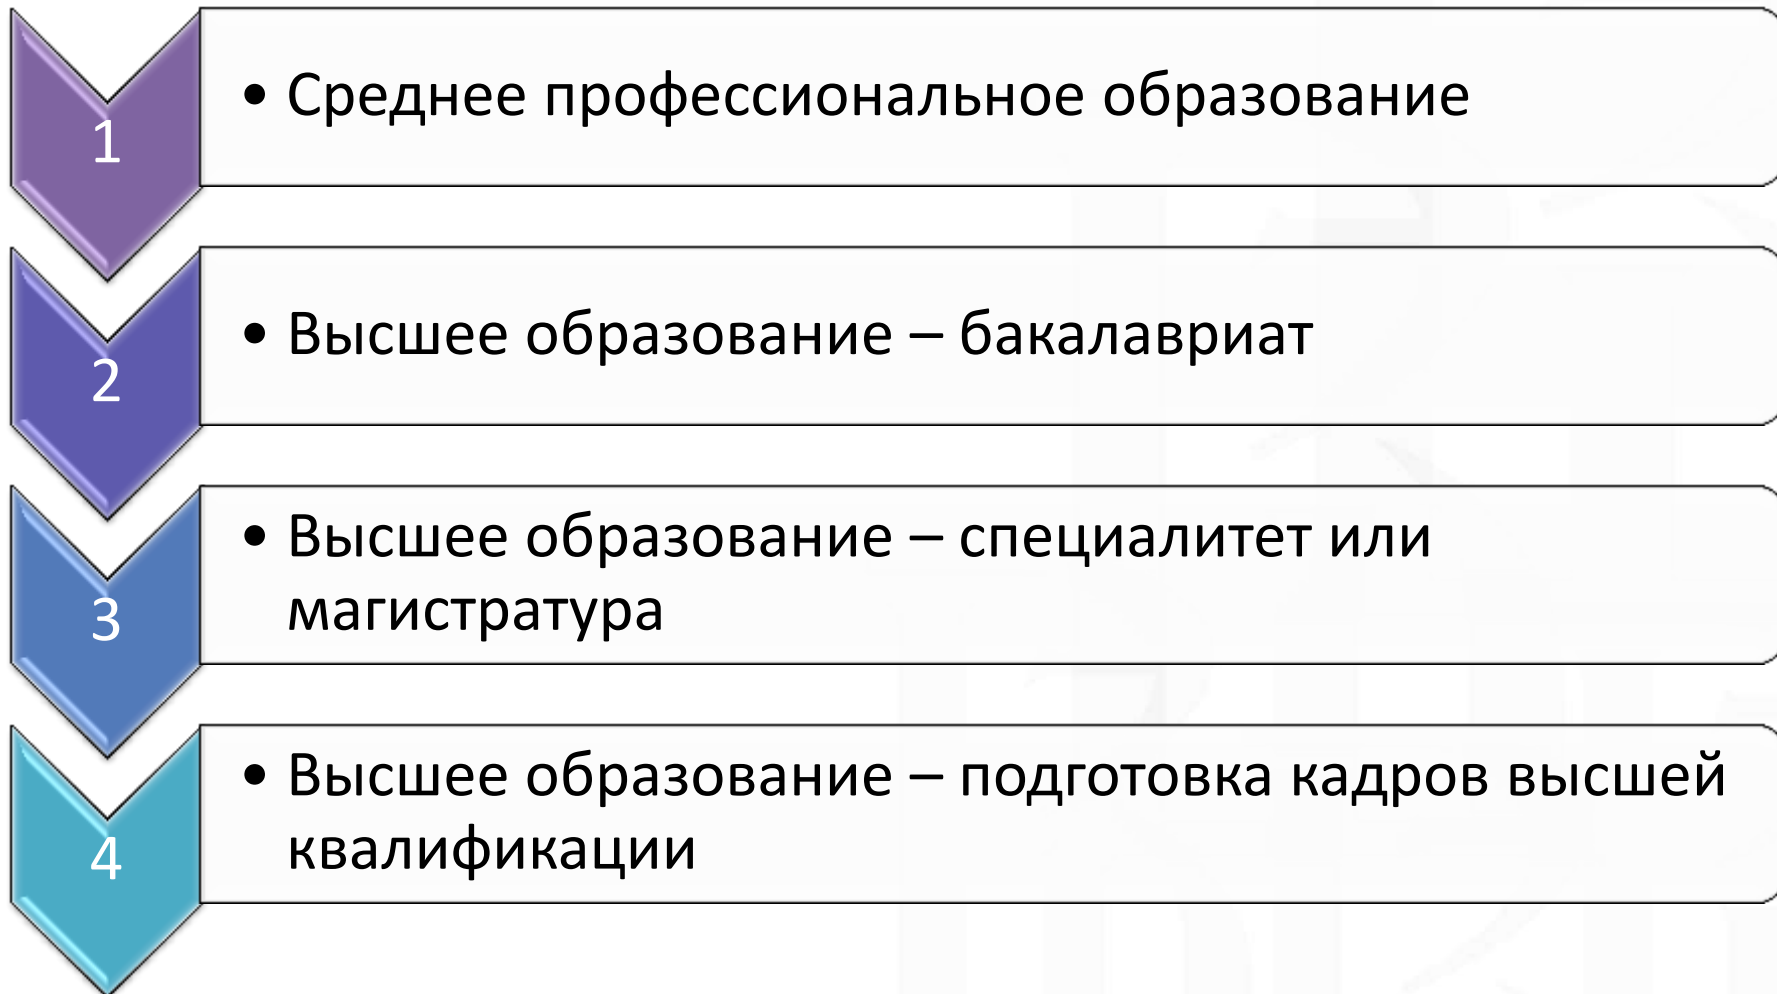 1
• Среднее профессиональное образование
2
• Высшее образование – бакалавриат
3
• Высшее образование – специалитет или
магистратура
4
• Высшее образование – подготовка кадров высшей
квалификации